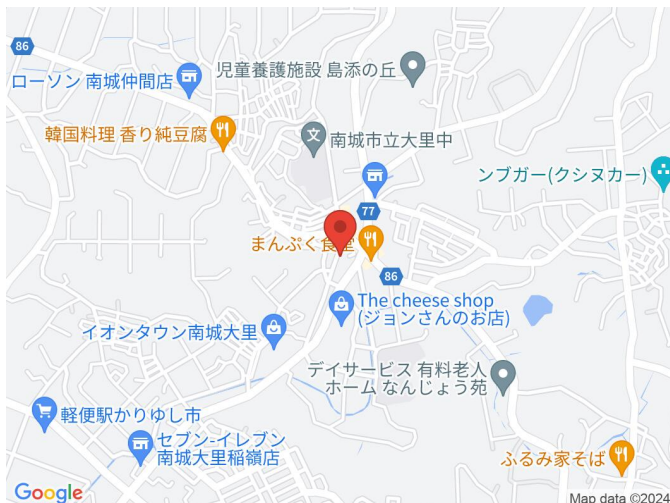 86
ローソン 南城仲間店
児童養護施設 島添の丘
韓国料理 香り純豆腐
文
南城市立大里中
ンブガー(クシヌカー)
77
まんぷく食堂
86
The cheese shop
(ジョンさんのお店)
イオンタウン南城大里
デイサービス 有料老人
ホーム なんじょう苑
軽便駅かりゆし市
セブン-イレブン
南城大里稲嶺店
ふるみ家そば
Google
Map data ©2024